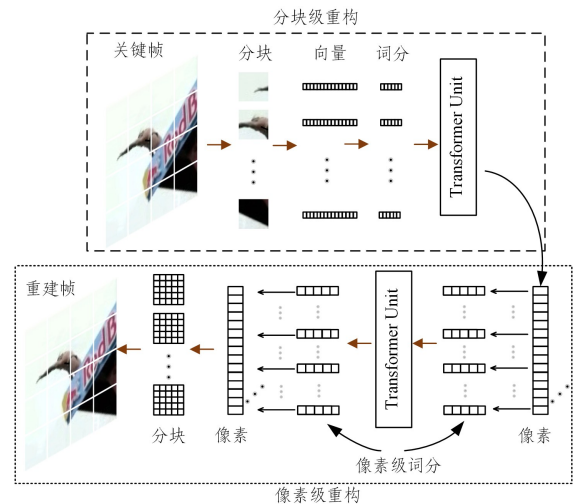 分块级重构
关键帧
分块
向量
词分
Transformer Unit
重建帧
分块
像素
Transformer Unit
像素
像素级词分
像素级重构